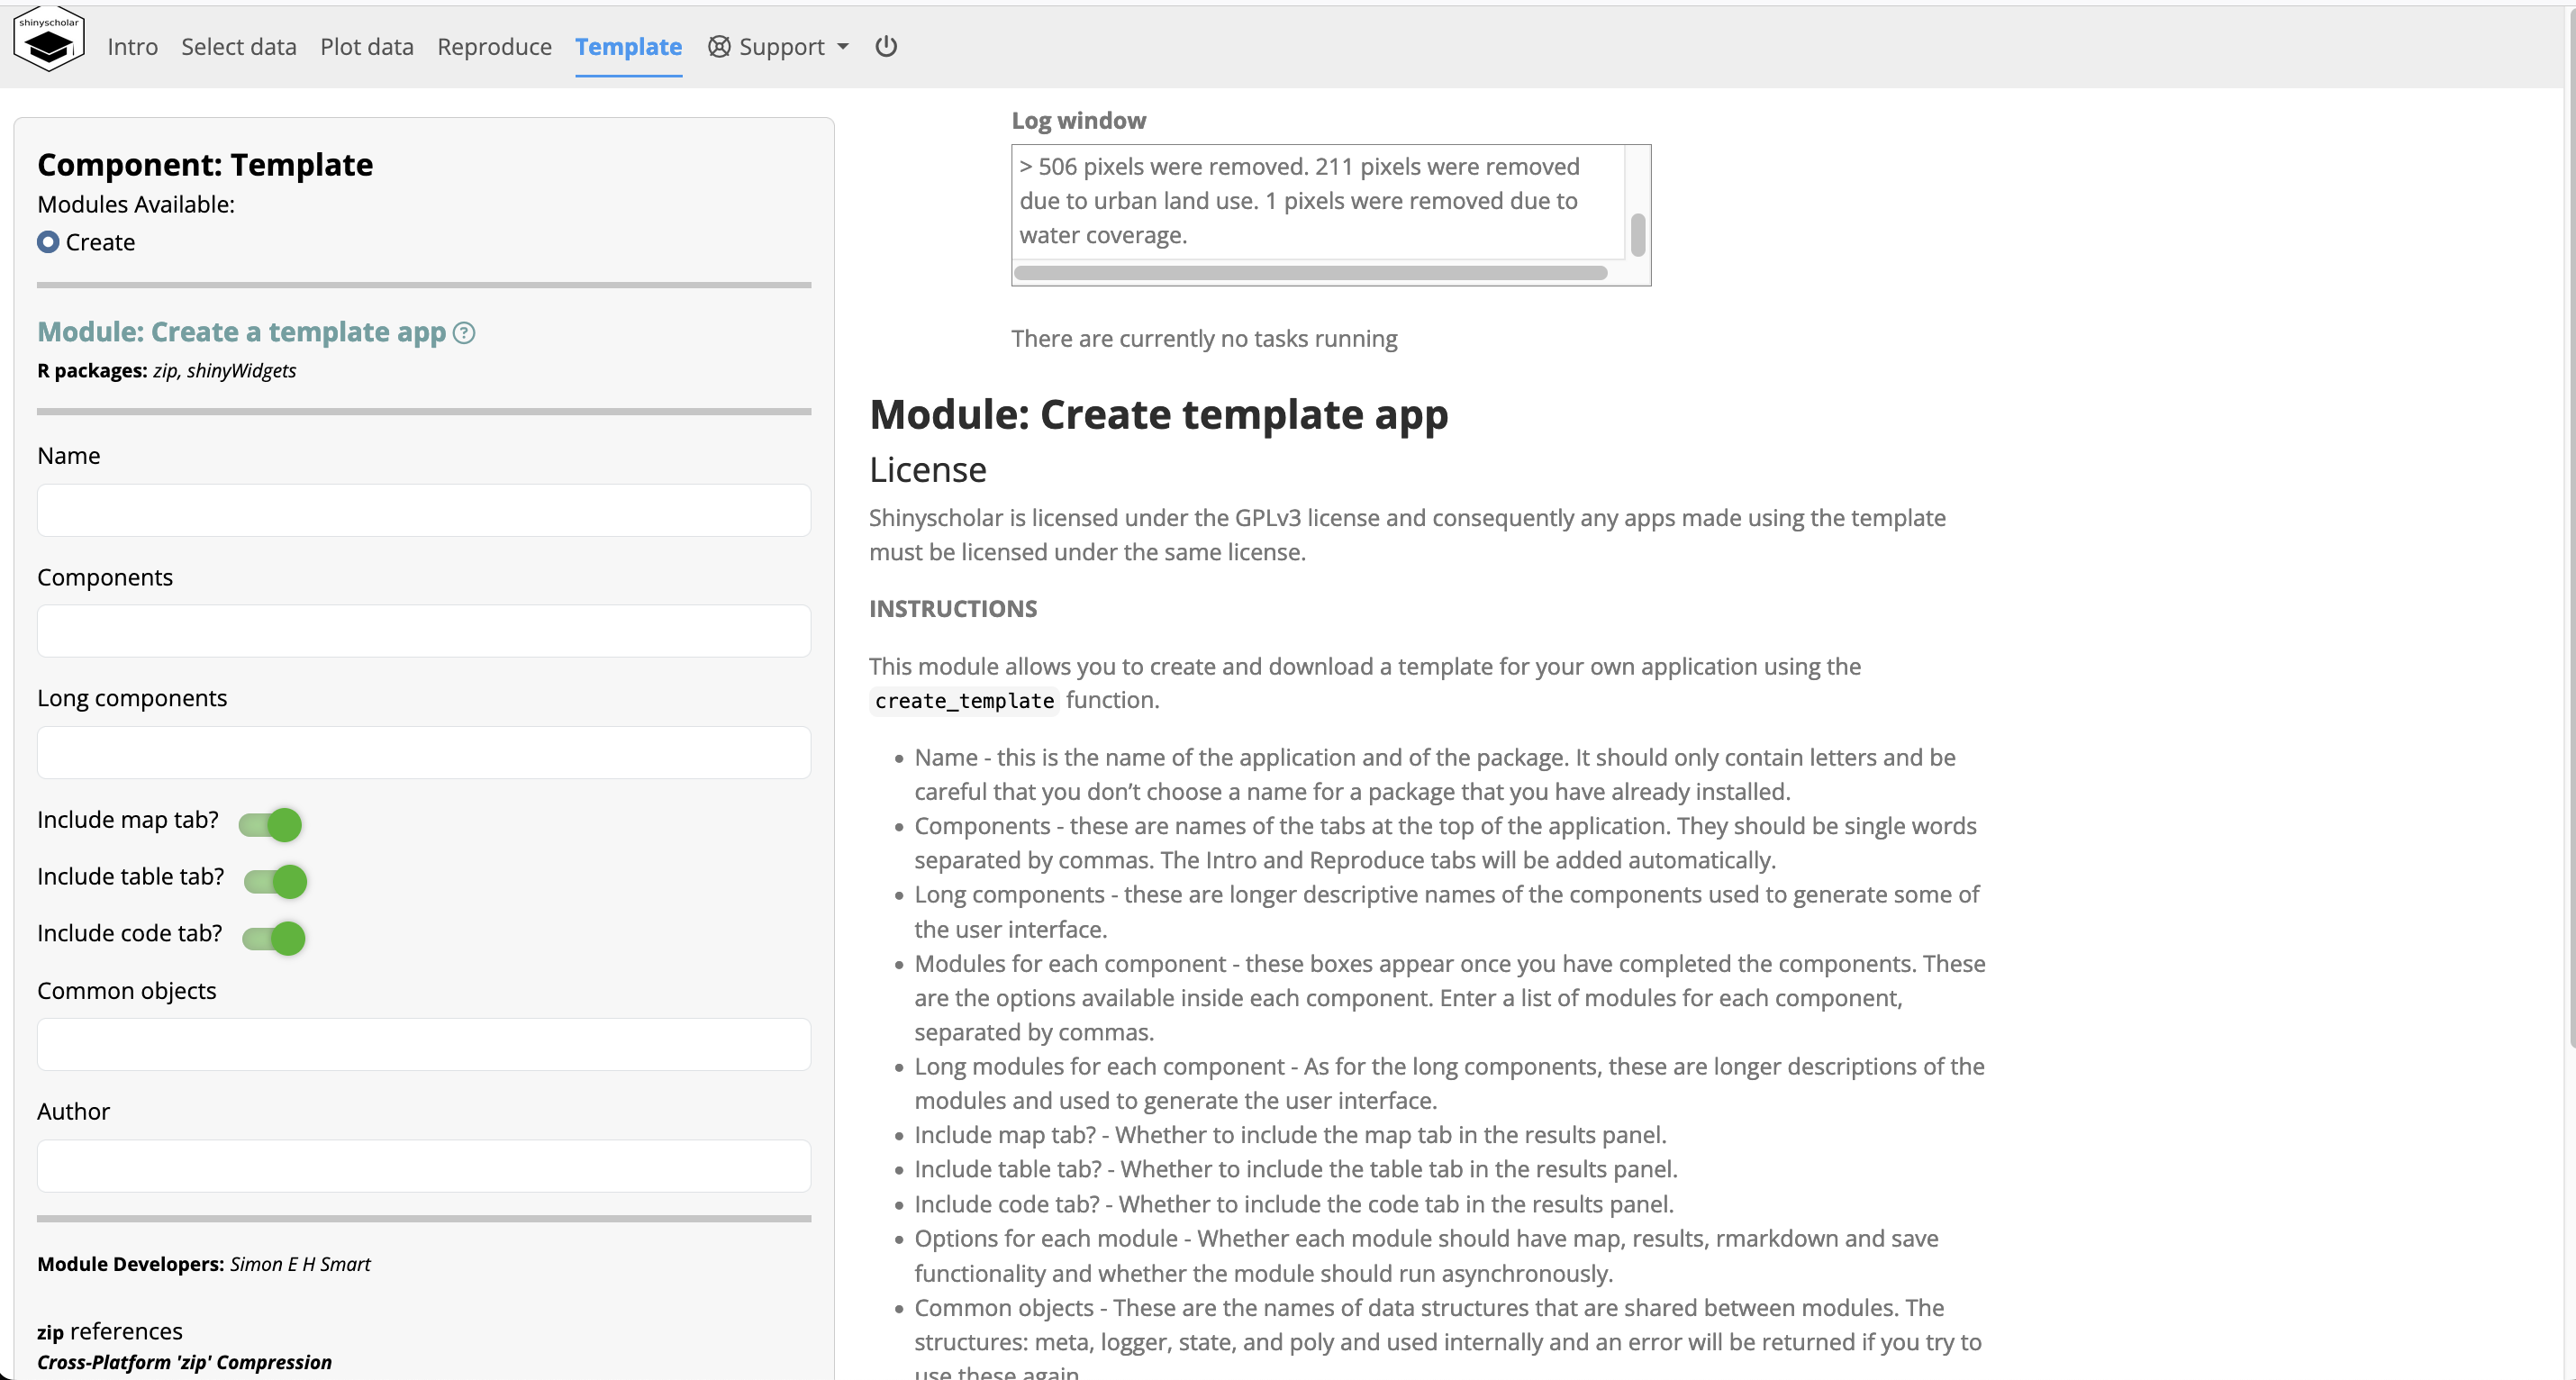 shinyscholar
Intro Select data Plot data Reproduce Template Support
Component: Template
Modules Available:
Create
Module: Create a template app ?
R packages: zip, shinyWidgets
Name
Components
Long components
Include map tab?
Include table tab?
Include code tab?
Common objects
Author
Module Developers: Simon E H Smart
zip references
Cross-Platform 'zip' Compression
Log window
> 506 pixels were removed. 211 pixels were removed
due to urban land use. 1 pixels were removed due to
water coverage.
There are currently no tasks running
Module: Create template app
License
Shinyscholar is licensed under the GPLv3 license and consequently any apps made using the template
must be licensed under the same license.
INSTRUCTIONS
This module allows you to create and download a template for your own application using the
create_template function.
• Name - this is the name of the application and of the package. It should only contain letters and be
careful that you don’t choose a name for a package that you have already installed.
• Components - these are names of the tabs at the top of the application. They should be single words
separated by commas. The Intro and Reproduce tabs will be added automatically.
• Long components - these are longer descriptive names of the components used to generate some of
the user interface.
• Modules for each component - these boxes appear once you have completed the components. These
are the options available inside each component. Enter a list of modules for each component,
separated by commas.
• Long modules for each component - As for the long components, these are longer descriptions of the
modules and used to generate the user interface.
• Include map tab? - Whether to include the map tab in the results panel.
• Include table tab? - Whether to include the table tab in the results panel.
• Include code tab? - Whether to include the code tab in the results panel.
• Options for each module - Whether each module should have map, results, rmarkdown and save
functionality and whether the module should run asynchronously.
• Common objects - These are the names of data structures that are shared between modules. The
structures: meta, logger, state, and poly and used internally and an error will be returned if you try to
use these again